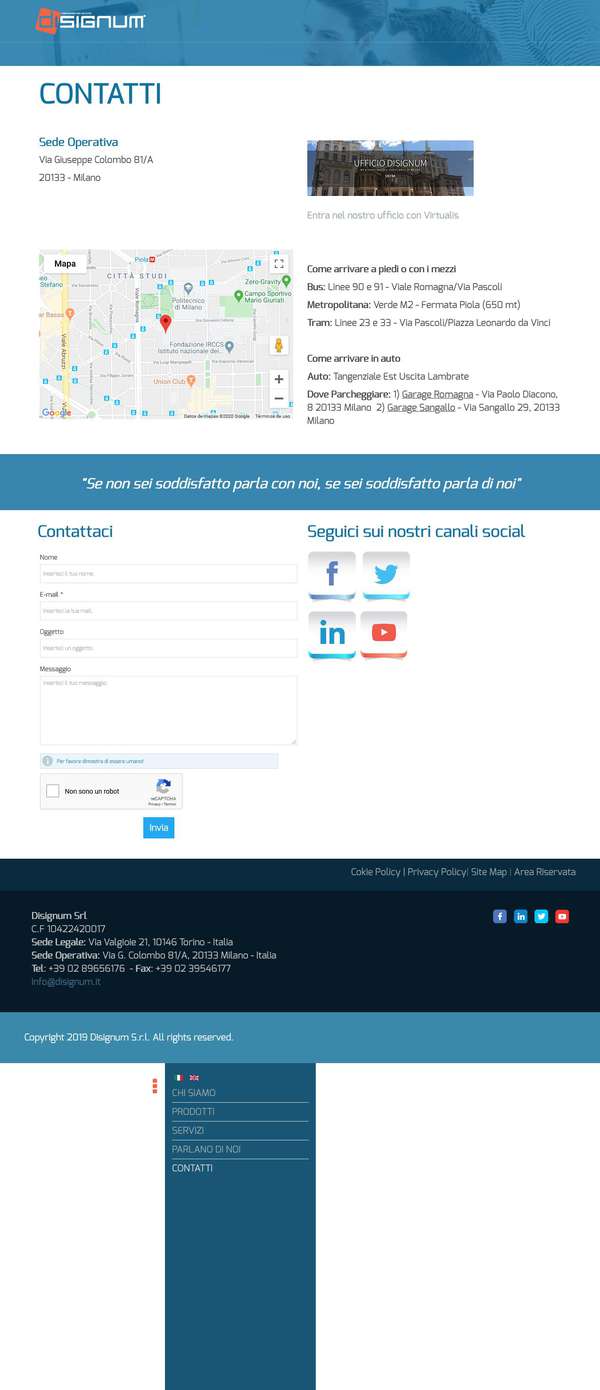 disignum
CONTATTI
Sede Operativa
Via Giuseppe Colombo 81/A
20133 - Milano
UFFICIO DISIGNUM
Entra nel nostro ufficio con Virtualis
Mapa
Piola
CITTÀ STUDI
Zero-Gravity
Campo Sportivo
Mario Giuriati
Politecnico
di Milano
Viale Romagna
Viale Abruzzi
Fondazione IRCCS
Istituto nazionale dei...
Union Club
Google
Datos de mapas ©2020 Google
Términos de uso
Come arrivare a piedi o con i mezzi
Bus: Linee 90 e 91 - Viale Romagna/Via Pascoli
Metropolitana: Verde M2 - Fermata Piola (650 mt)
Tram: Linee 23 e 33 - Via Pascoli/Piazza Leonardo da Vinci
Come arrivare in auto
Auto: Tangenziale Est Uscita Lambrate
Dove Parcheggiare: 1) Garage Romagna - Via Paolo Diacono,
8 20133 Milano 2) Garage Sangallo - Via Sangallo 29, 20133
Milano
"Se non sei soddisfatto parla con noi, se sei soddisfatto parla di noi"
Contattaci
Seguici sui nostri canali social
Nome
Inserisci il tuo nome.
E-mail *
Inserisci la tua mail.
Oggetto
Inserisci un oggetto.
Messaggio
Inserisci il tuo messaggio.
Per favore dimostra di essere umano!
Non sono un robot
reCAPTCHA
Privacy - Termini
Invia
Cokie Policy | Privacy Policy| Site Map | Area Riservata
Disignum Srl
C.F 10422420017
Sede Legale: Via Valgioie 21, 10146 Torino - Italia
Sede Operativa: Via G. Colombo 81/A, 20133 Milano - Italia
Tel: +39 02 89656176 - Fax: +39 02 39546177
info@disignum.it
Copyright 2019 Disignum S.r.l. All rights reserved.
CHI SIAMO
PRODOTTI
SERVIZI
PARLANO DI NOI
CONTATTI